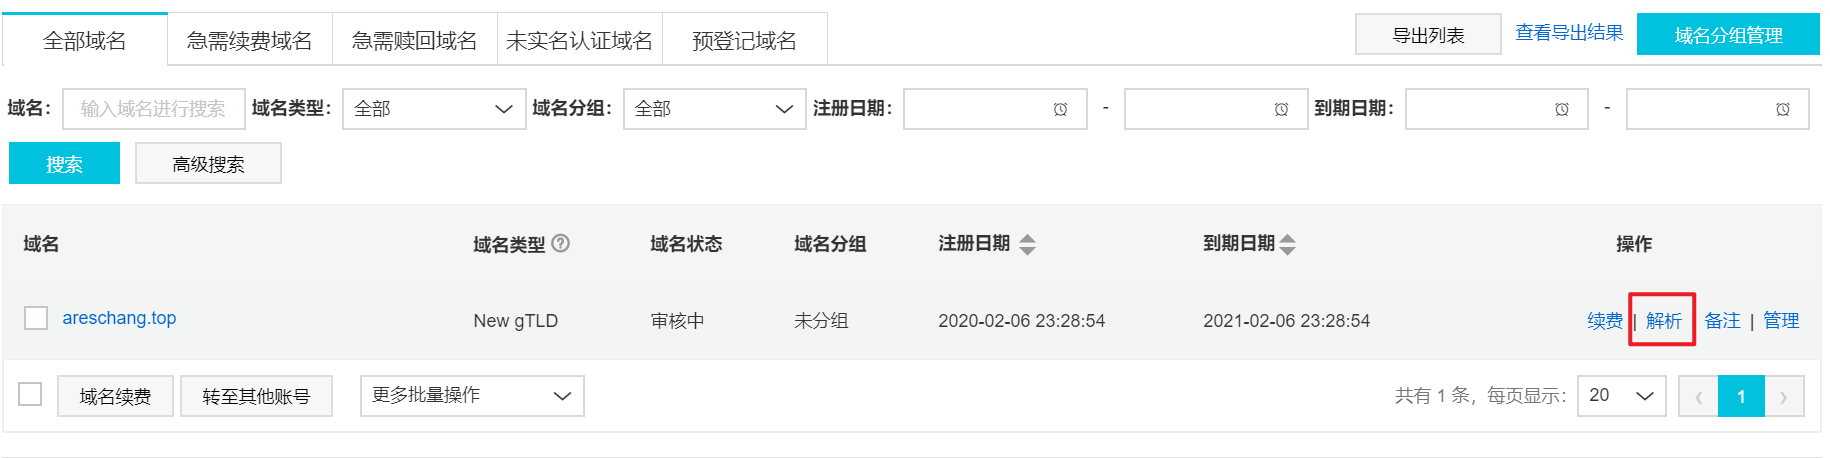 全部域名 急需续费域名 急需赎回域名 未实名认证域名 预登记域名 导出列表 查看导出结果 域名分组管理
域名： 输入域名进行搜索 域名类型： 全部 域名分组： 全部 注册日期： - 到期日期： -
搜索 高级搜索
域名 域名类型 ? 域名状态 域名分组 注册日期 到期日期 操作
areschang.top New gTLD 审核中 未分组 2020-02-06 23:28:54 2021-02-06 23:28:54 续费 | 解析 备注 | 管理
域名续费 转至其他账号 更多批量操作 共有 1 条，每页显示： 20 ‹ 1 ›